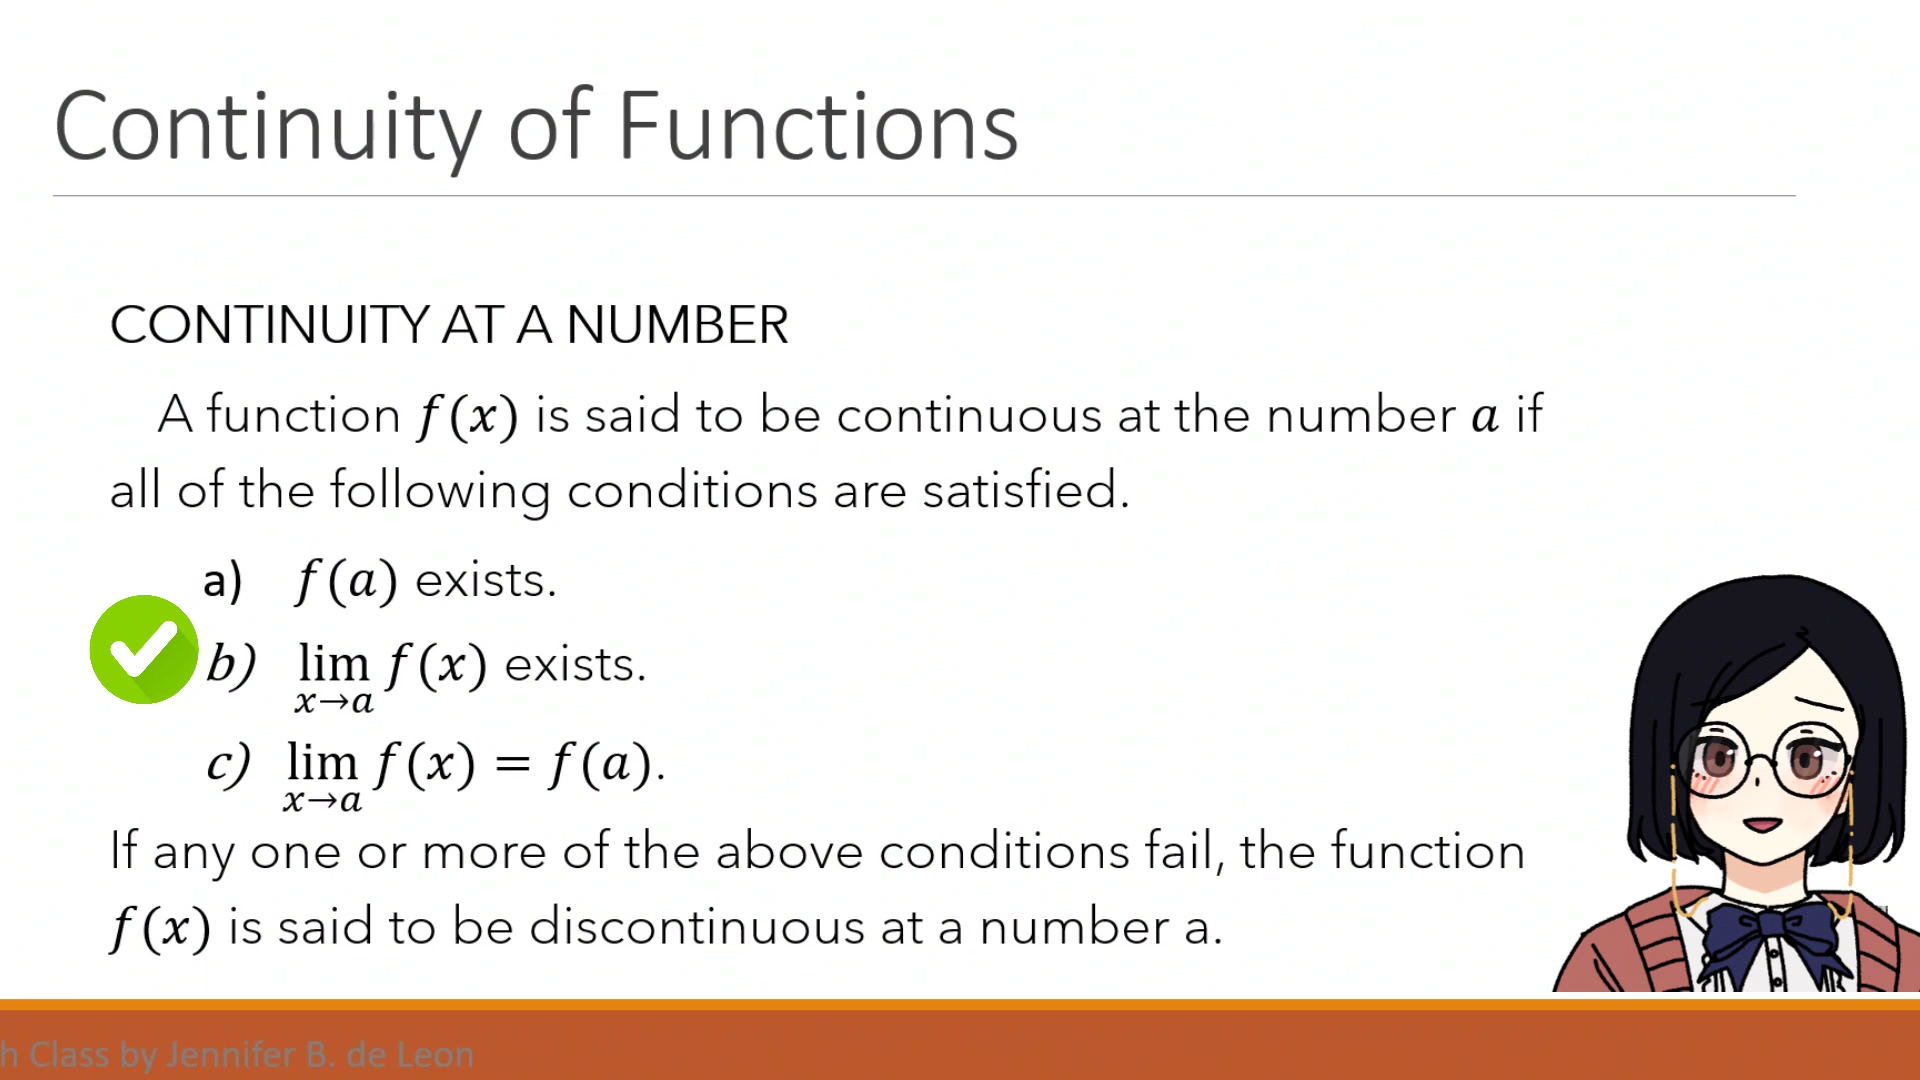 Continuity of Functions
CONTINUITY AT A NUMBER
A function f(x) is said to be continuous at the number a if
all of the following conditions are satisfied.
a) f(a) exists.
b) lim f(x) exists.
x→a
c) lim f(x) = f(a).
x→a
If any one or more of the above conditions fail, the function
f(x) is said to be discontinuous at a number a.
h Class by Jennifer B. de Leon